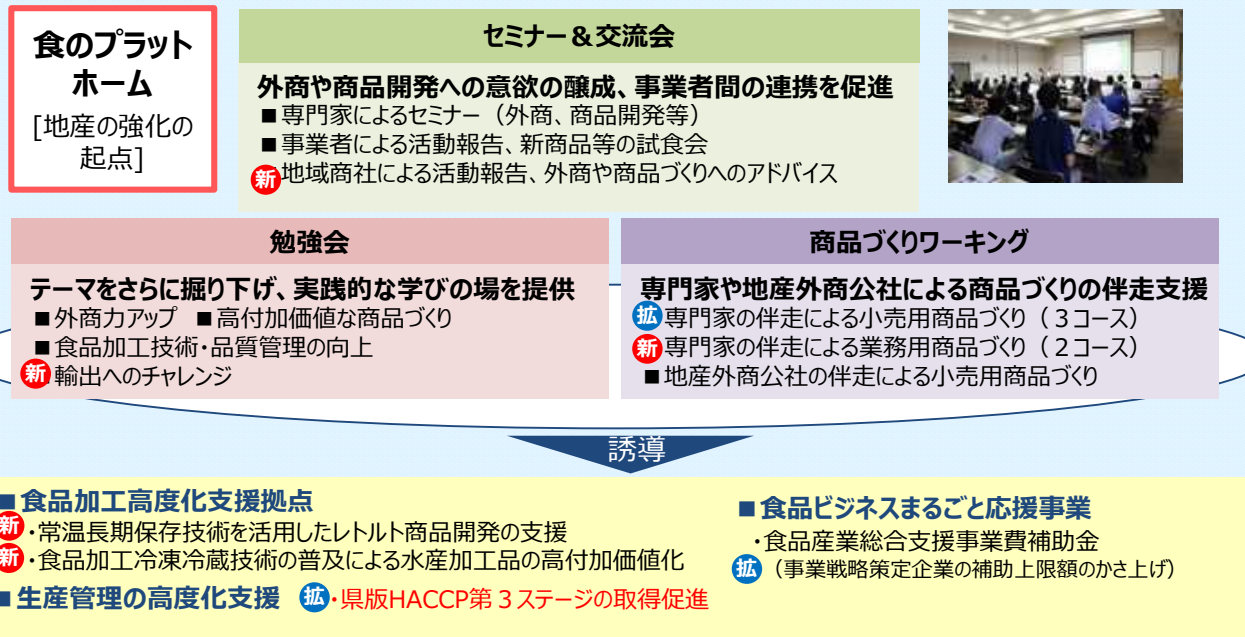 食のプラット
ホーム
[地産の強化の
起点]
セミナー＆交流会
外商や商品開発への意欲の醸成、事業者間の連携を促進
■専門家によるセミナー（外商、商品開発等）
■事業者による活動報告、新商品等の試食会
新 地域商社による活動報告、外商や商品づくりへのアドバイス
勉強会
テーマをさらに掘り下げ、実践的な学びの場を提供
■外商力アップ ■高付加価値な商品づくり
■食品加工技術・品質管理の向上
新 輸出へのチャレンジ
商品づくりワーキング
専門家や地産外商公社による商品づくりの伴走支援
拡 専門家の伴走による小売用商品づくり（３コース）
新 専門家の伴走による業務用商品づくり（２コース）
■地産外商公社の伴走による小売用商品づくり
誘導
■食品加工高度化支援拠点
新・常温長期保存技術を活用したレトルト商品開発の支援
新・食品加工冷凍冷蔵技術の普及による水産加工品の高付加価値化
■生産管理の高度化支援 拡・県版HACCP第３ステージの取得促進
■食品ビジネスまるごと応援事業
・食品産業総合支援事業費補助金
拡（事業戦略策定企業の補助上限額のかさ上げ）